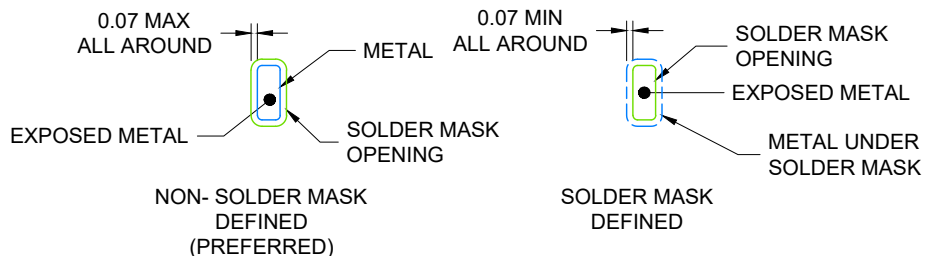 0.07 MAX
ALL AROUND
METAL
EXPOSED METAL
SOLDER MASK
OPENING
NON- SOLDER MASK
DEFINED
(PREFERRED)
0.07 MIN
ALL AROUND
SOLDER MASK
OPENING
EXPOSED METAL
METAL UNDER
SOLDER MASK
SOLDER MASK
DEFINED